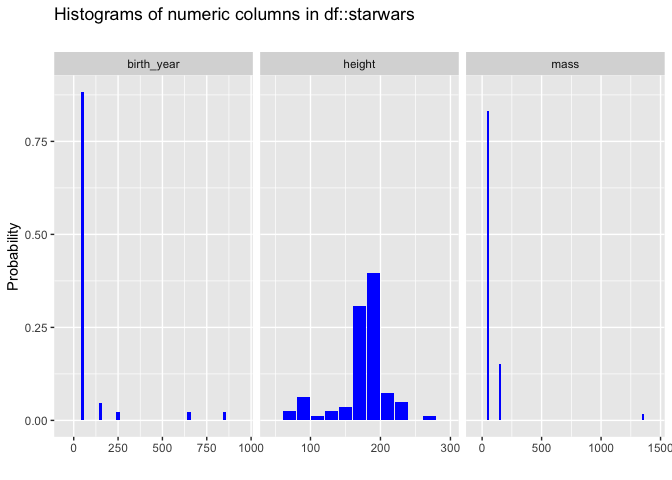 Histograms of numeric columns in df::starwars
birth_year height mass
Probability
0.75
0.50
0.25
0.00
0 250 500 750 1000 100 200 300 0 500 1000 1500